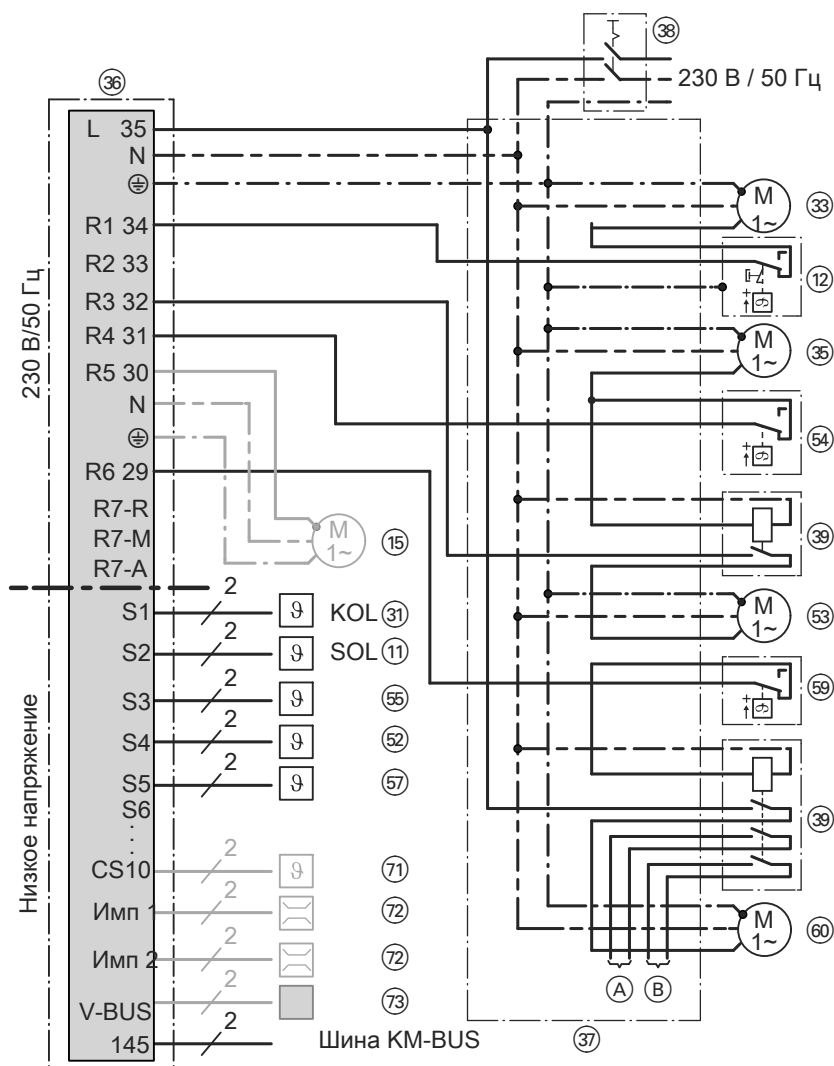 38
230 В / 50 Гц
36
L 35
N
R1 34
R2 33
R3 32
R4 31
R5 30
N
R6 29
R7-R
R7-M
R7-A
230 В/50 Гц
M
1~
33
12
M
1~
35
54
39
M
1~
15
M
1~
53
59
39
M
1~
60
Низкое напряжение
S1
2
ϑ
KOL 31
S2
2
ϑ
SOL 11
S3
2
ϑ
55
S4
2
ϑ
52
S5
2
ϑ
57
S6
CS10
2
ϑ
71
Имп 1
2
72
Имп 2
2
72
V-BUS
2
73
145
2
Шина KM-BUS
A
B
37